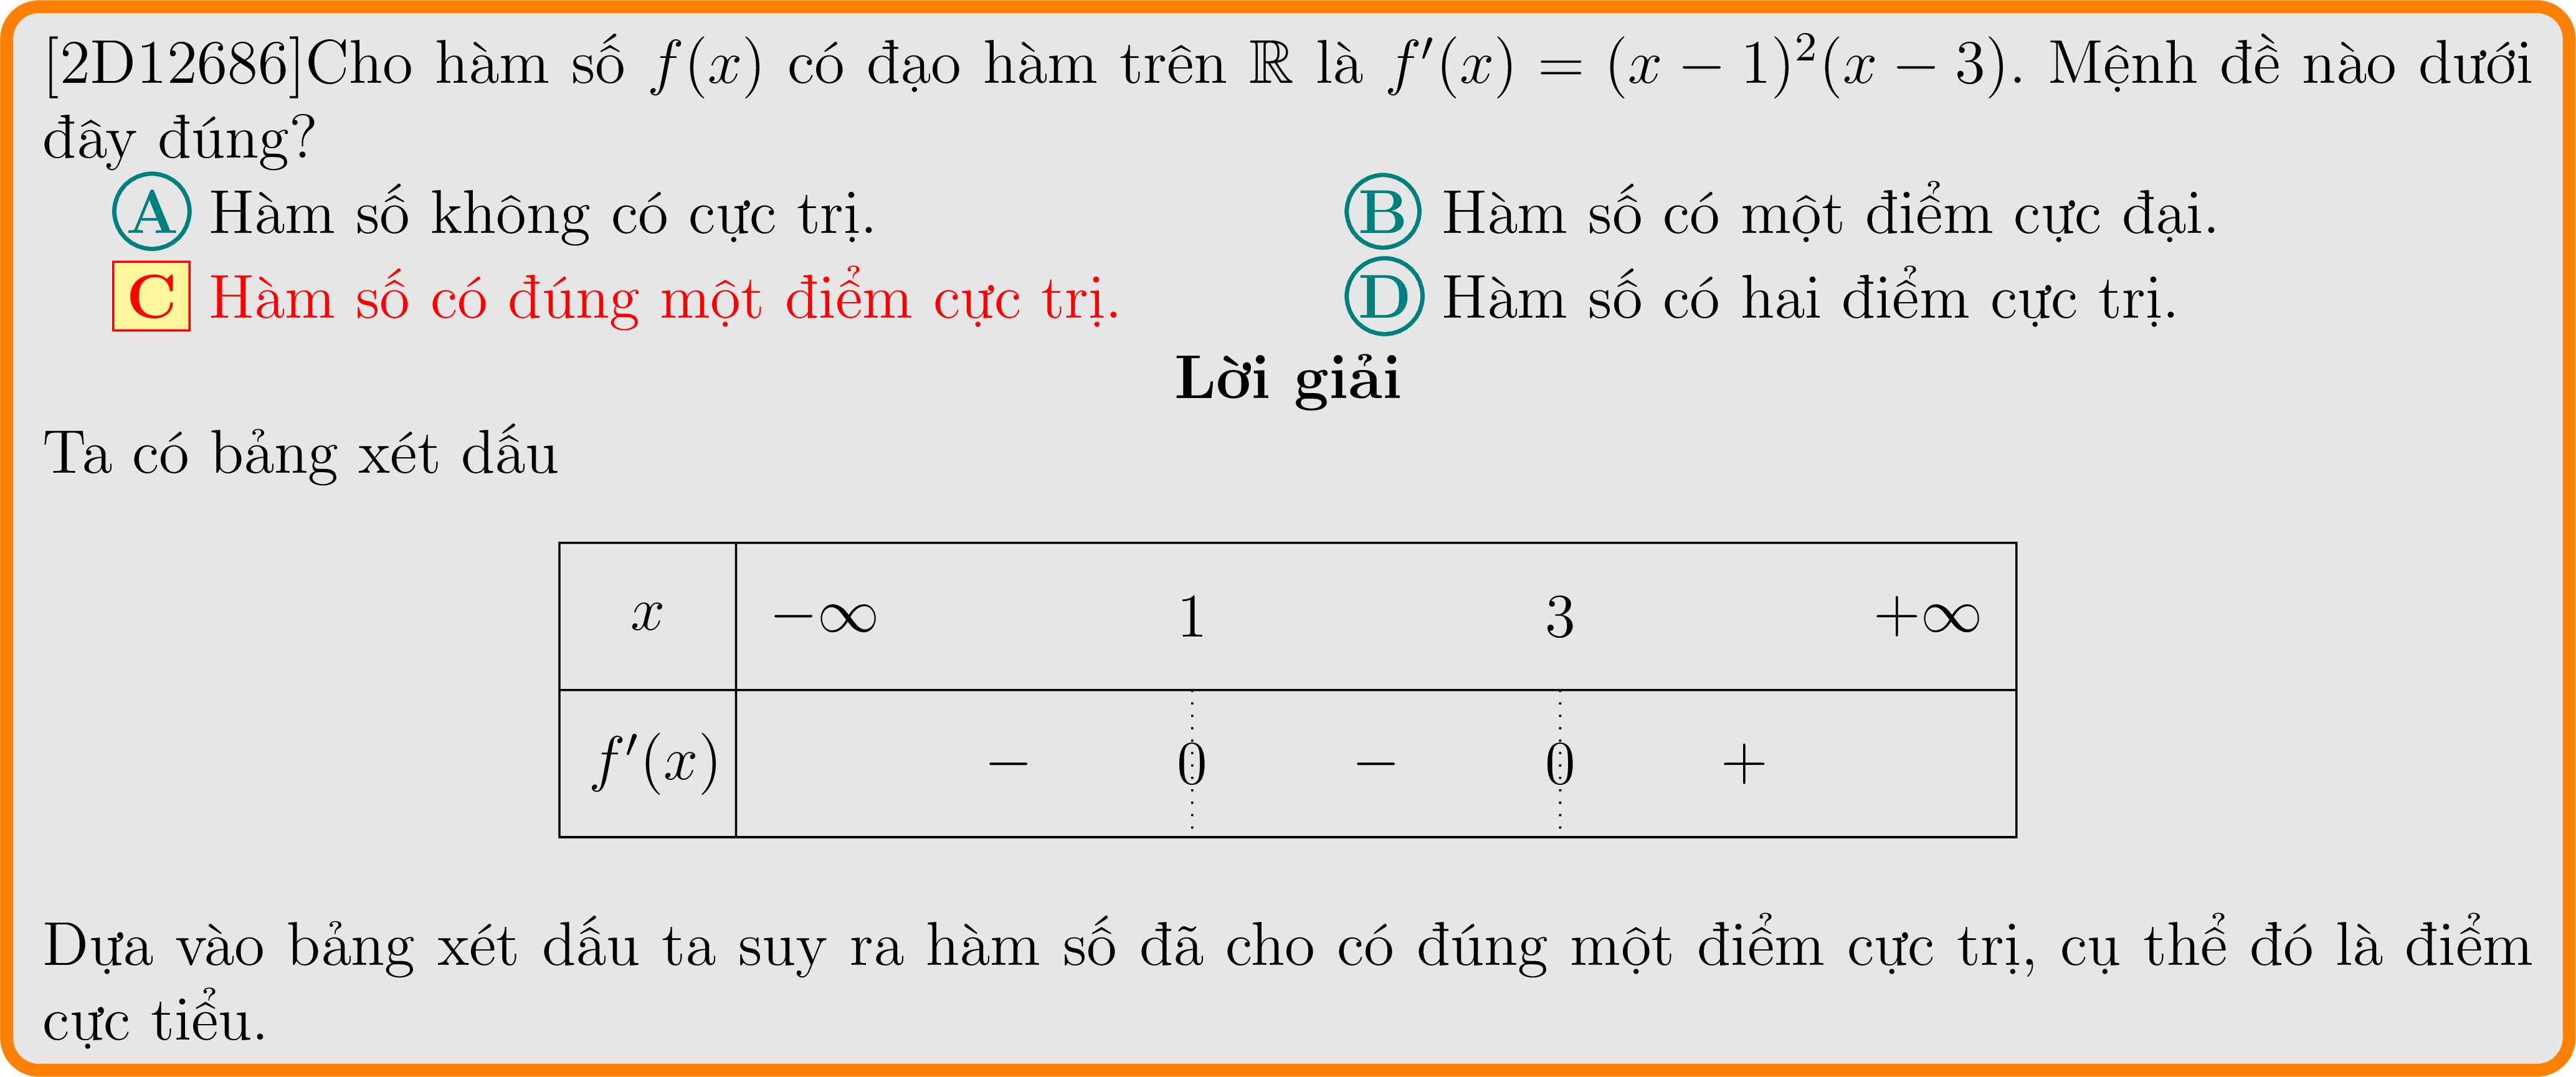 [2D12686]Cho hàm số f(x) có đạo hàm trên ℝ là f′(x) = (x − 1)²(x − 3). Mệnh đề nào dưới
đây đúng?
A Hàm số không có cực trị. B Hàm số có một điểm cực đại.
C Hàm số có đúng một điểm cực trị. D Hàm số có hai điểm cực trị.
Lời giải
Ta có bảng xét dấu
x −∞ 1 3 +∞
f′(x) − 0 − 0 +
Dựa vào bảng xét dấu ta suy ra hàm số đã cho có đúng một điểm cực trị, cụ thể đó là điểm
cực tiểu.